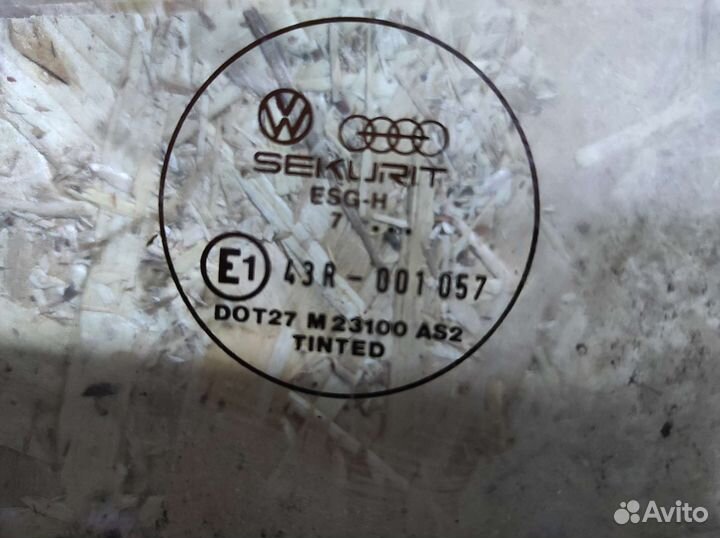 SEKURIT
ESG-H
7 ...
E1 43R-001057
DOT27 M23100 AS2
TINTED
Avito